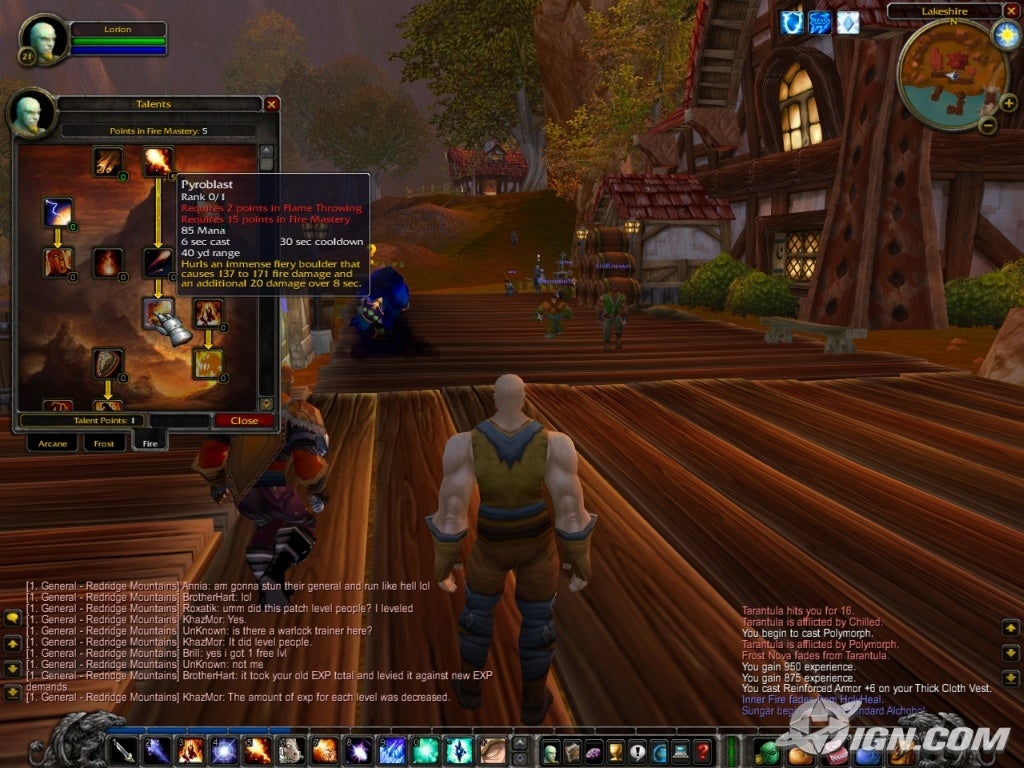 Lorion
21
Lakeshire
N
Talents
Points in Fire Mastery: 5
Pyroblast
Rank 0/1
Requires 2 points in Flame Throwing
Requires 15 points in Fire Mastery
85 Mana
6 sec cast 30 sec cooldown
40 yd range
Hurls an immense fiery boulder that
causes 137 to 171 fire damage and
an additional 20 damage over 8 sec.
UnKnown
Talent Points: 1
Close
Arcane Frost Fire
[1. General - Redridge Mountains] Annia: am gonna stun their general and run like hell lol
[1. General - Redridge Mountains] BrotherHart: lol
[1. General - Redridge Mountains] Roxatik: umm did this patch level people? I leveled
[1. General - Redridge Mountains] KhazMor: Yes.
[1. General - Redridge Mountains] UnKnown: is there a warlock trainer here?
[1. General - Redridge Mountains] KhazMor: It did level people.
[1. General - Redridge Mountains] Brili: yes i got 1 free lvl
[1. General - Redridge Mountains] UnKnown: not me
[1. General - Redridge Mountains] BrotherHart: it took your old EXP total and levied it against new EXP
demands
[1. General - Redridge Mountains] KhazMor: The amount of exp for each level was decreased.
Tarantula hits you for 16.
Tarantula is afflicted by Chilled.
You begin to cast Polymorph.
Tarantula is afflicted by Polymorph.
Frost Nova fades from Tarantula.
You gain 950 experience.
You gain 875 experience.
You cast Reinforced Armor +6 on your Thick Cloth Vest.
Inner Fire fades from HolyHeal.
Sungar
IGN.COM